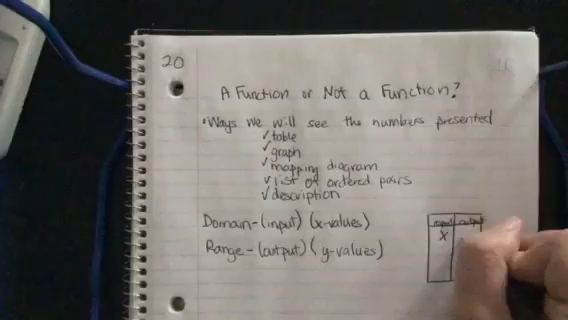 20
A Function or Not a Function?
•Ways we will see the numbers presented
✓table
✓graph
✓mapping diagram
✓list of ordered pairs
✓description
Domain-(input) (x-values)
Range-(output) (y-values)
input output
X